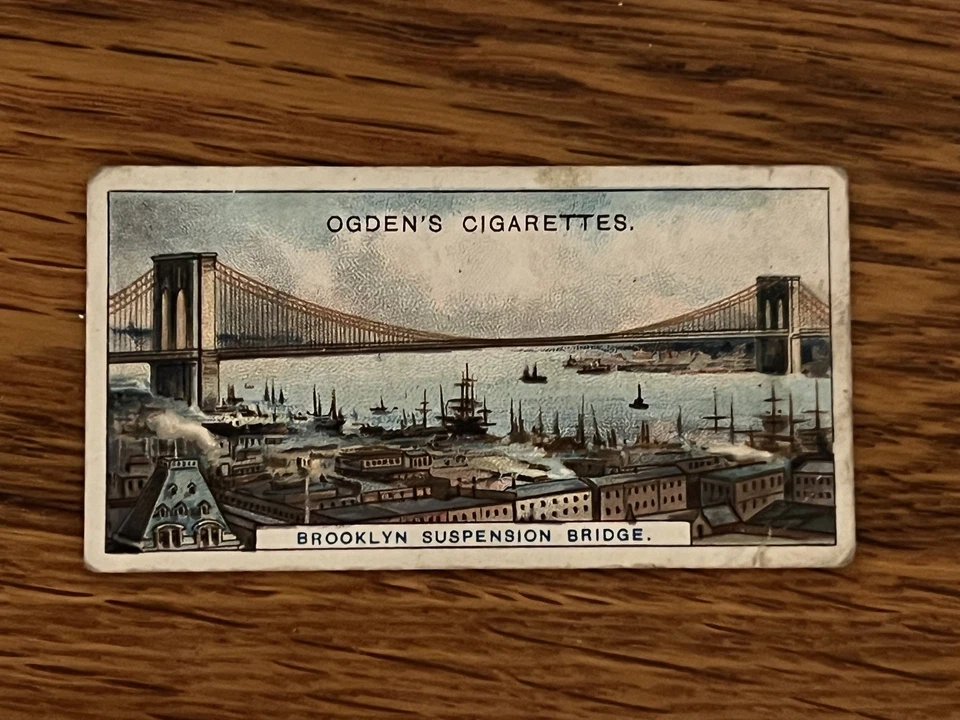 OGDEN'S CIGARETTES.
BROOKLYN SUSPENSION BRIDGE.